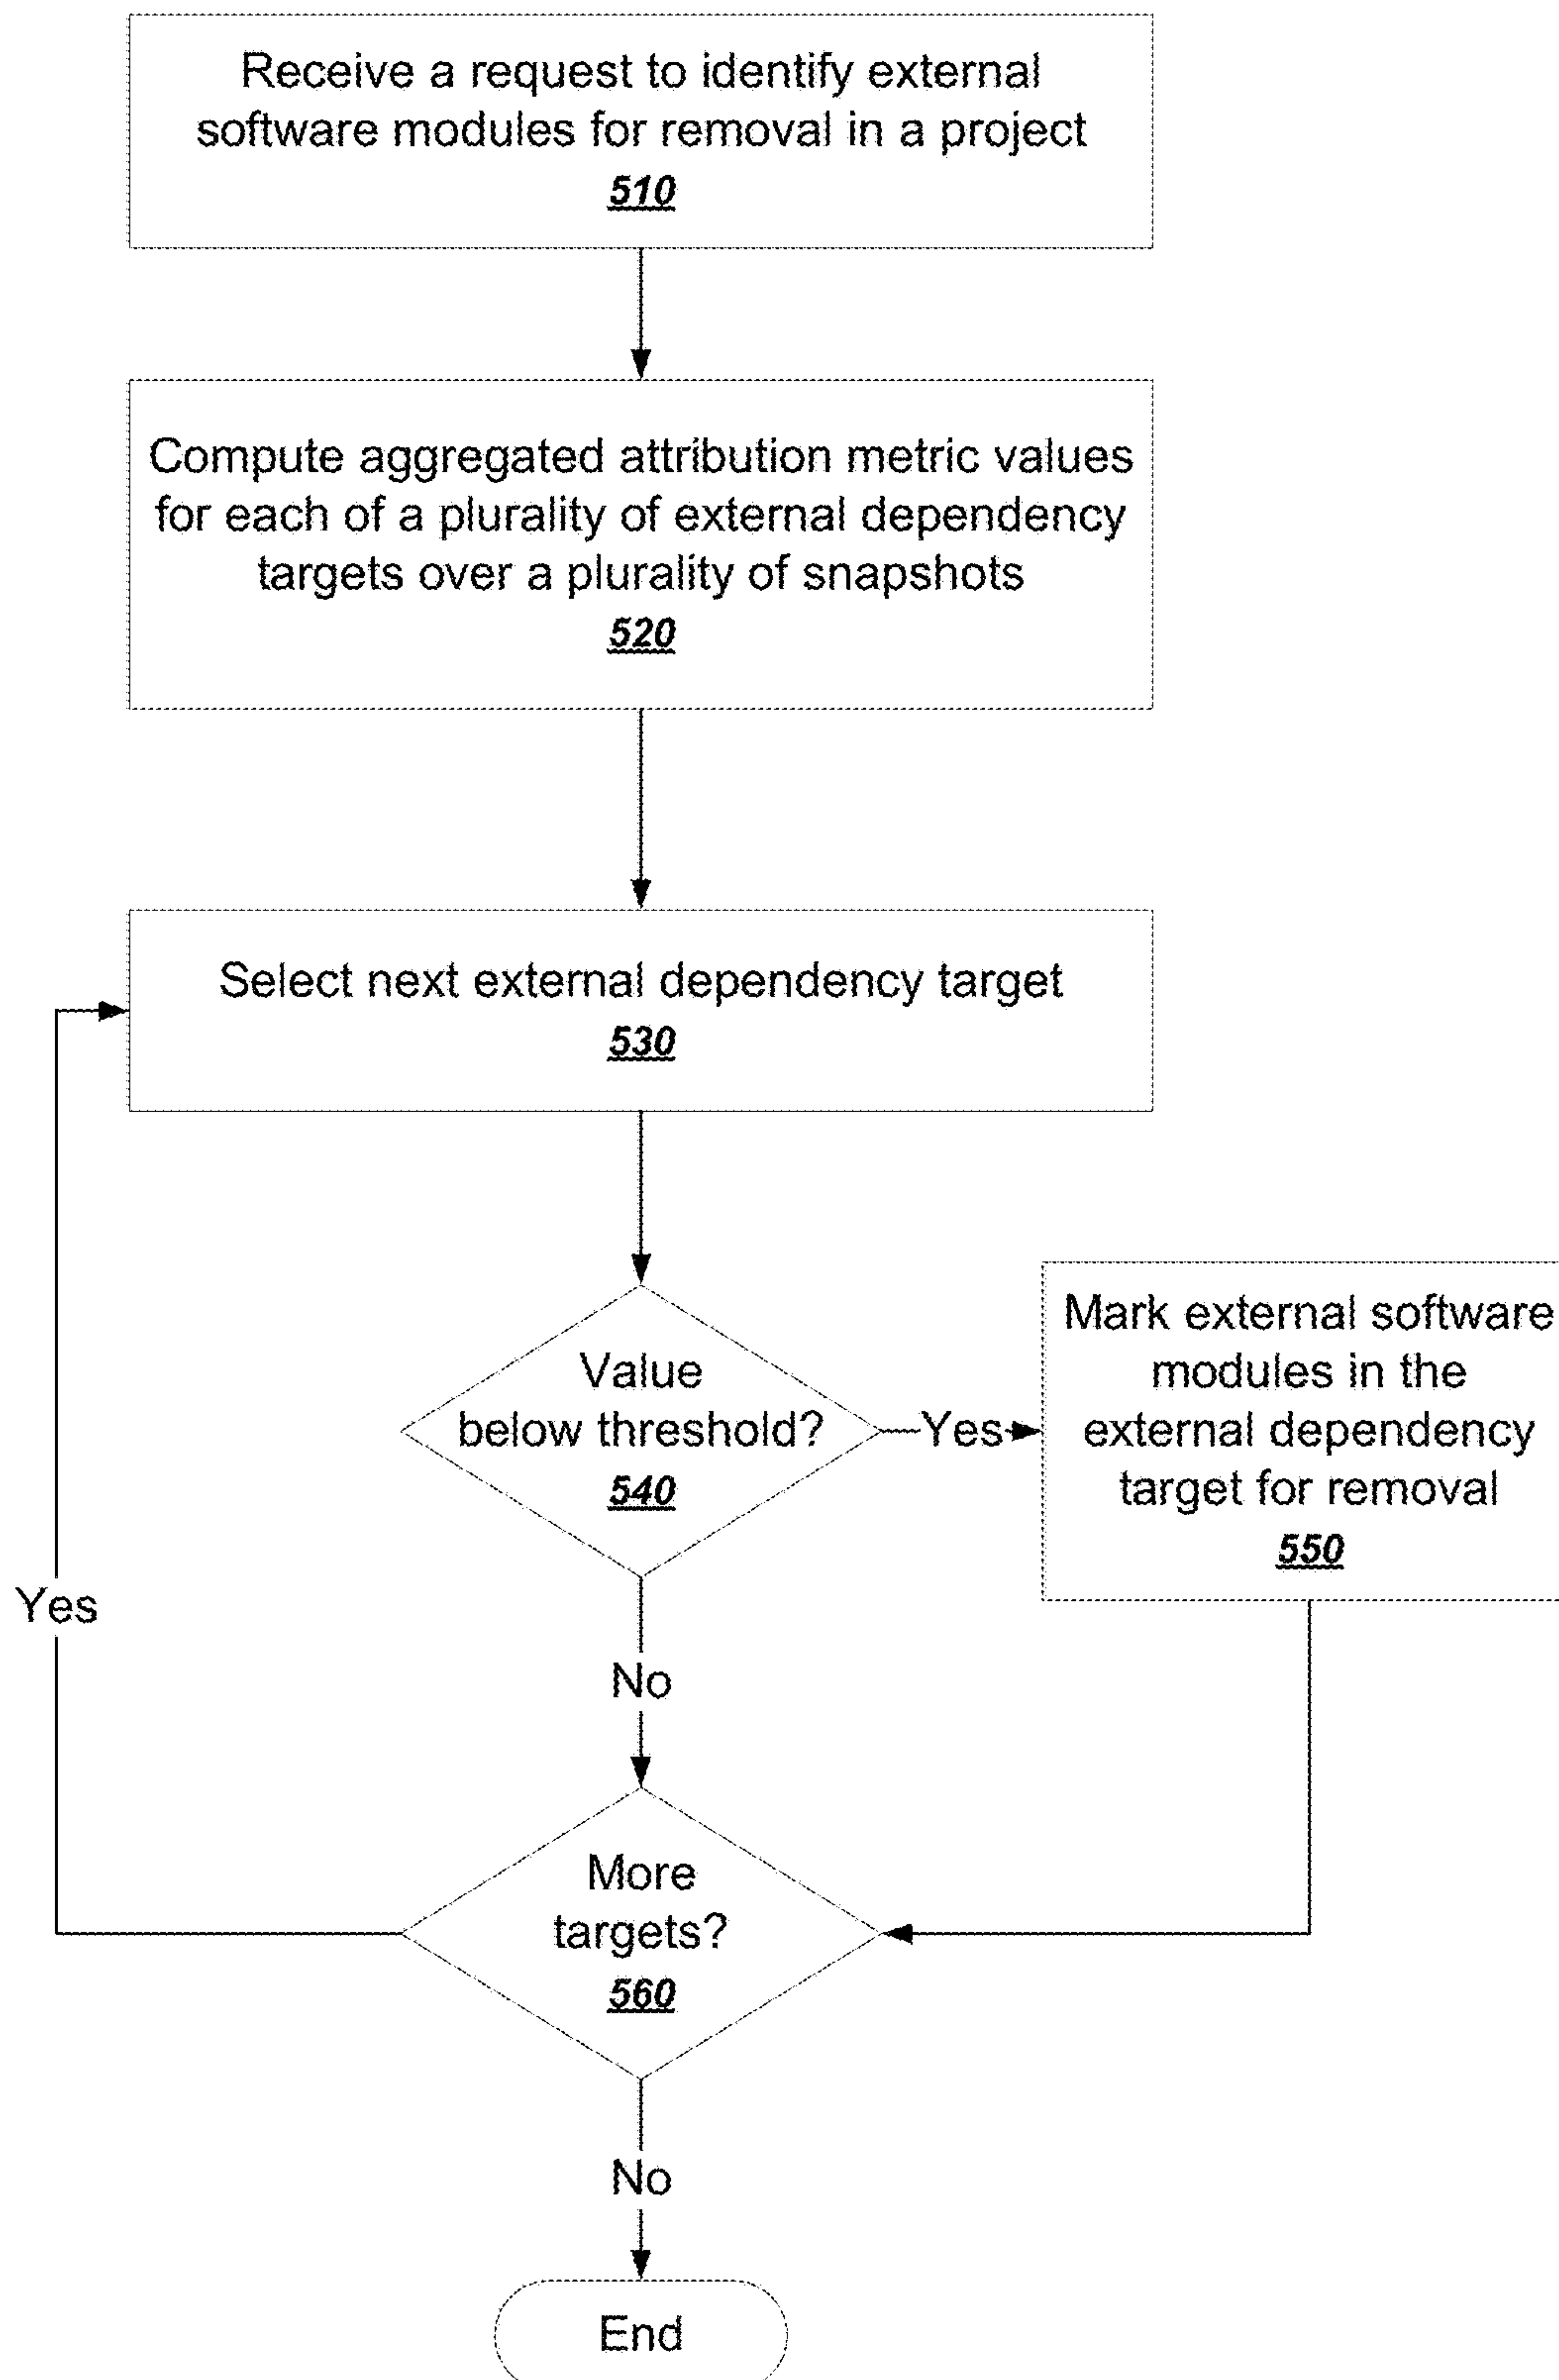 Receive a request to identify external
software modules for removal in a project
510
Compute aggregated attribution metric values
for each of a plurality of external dependency
targets over a plurality of snapshots
520
Select next external dependency target
530
Value
below threshold?
540
Yes
Mark external software
modules in the
external dependency
target for removal
550
Yes
No
More
targets?
560
No
End